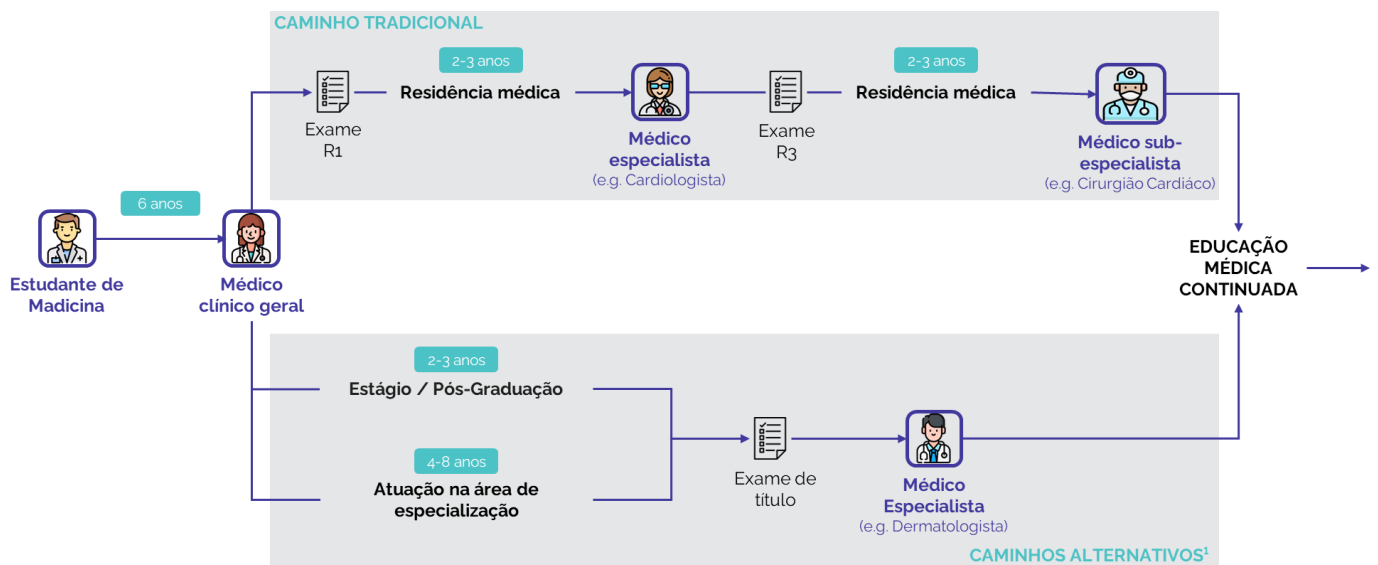 CAMINHO TRADICIONAL
2-3 anos
Residência médica
Exame
R1
Médico
especialista
(e.g. Cardiologista)
Exame
R3
2-3 anos
Residência médica
Médico sub-
especialista
(e.g. Cirurgião Cardiáco)
6 anos
Estudante de
Madicina
Médico
clínico geral
EDUCAÇÃO
MÉDICA
CONTINUADA
2-3 anos
Estágio / Pós-Graduação
4-8 anos
Atuação na área de
especialização
Exame de
título
Médico
Especialista
(e.g. Dermatologista)
CAMINHOS ALTERNATIVOS¹